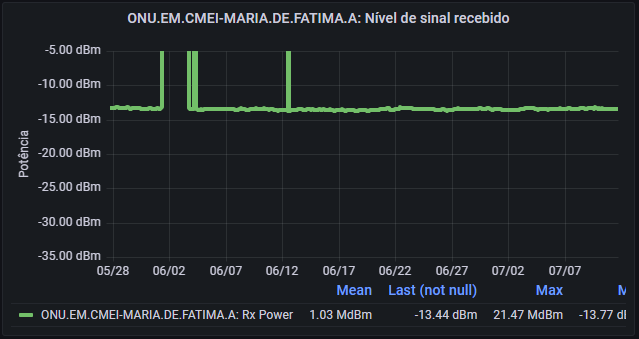 ONU.EM.CMEI-MARIA.DE.FATIMA.A: Nível de sinal recebido
-5.00 dBm
-10.00 dBm
-15.00 dBm
-20.00 dBm
-25.00 dBm
-30.00 dBm
-35.00 dBm
Potência
05/28 06/02 06/07 06/12 06/17 06/22 06/27 07/02 07/07
Mean Last (not null) Max M
ONU.EM.CMEI-MARIA.DE.FATIMA.A: Rx Power 1.03 MdBm -13.44 dBm 21.47 MdBm -13.77 dB